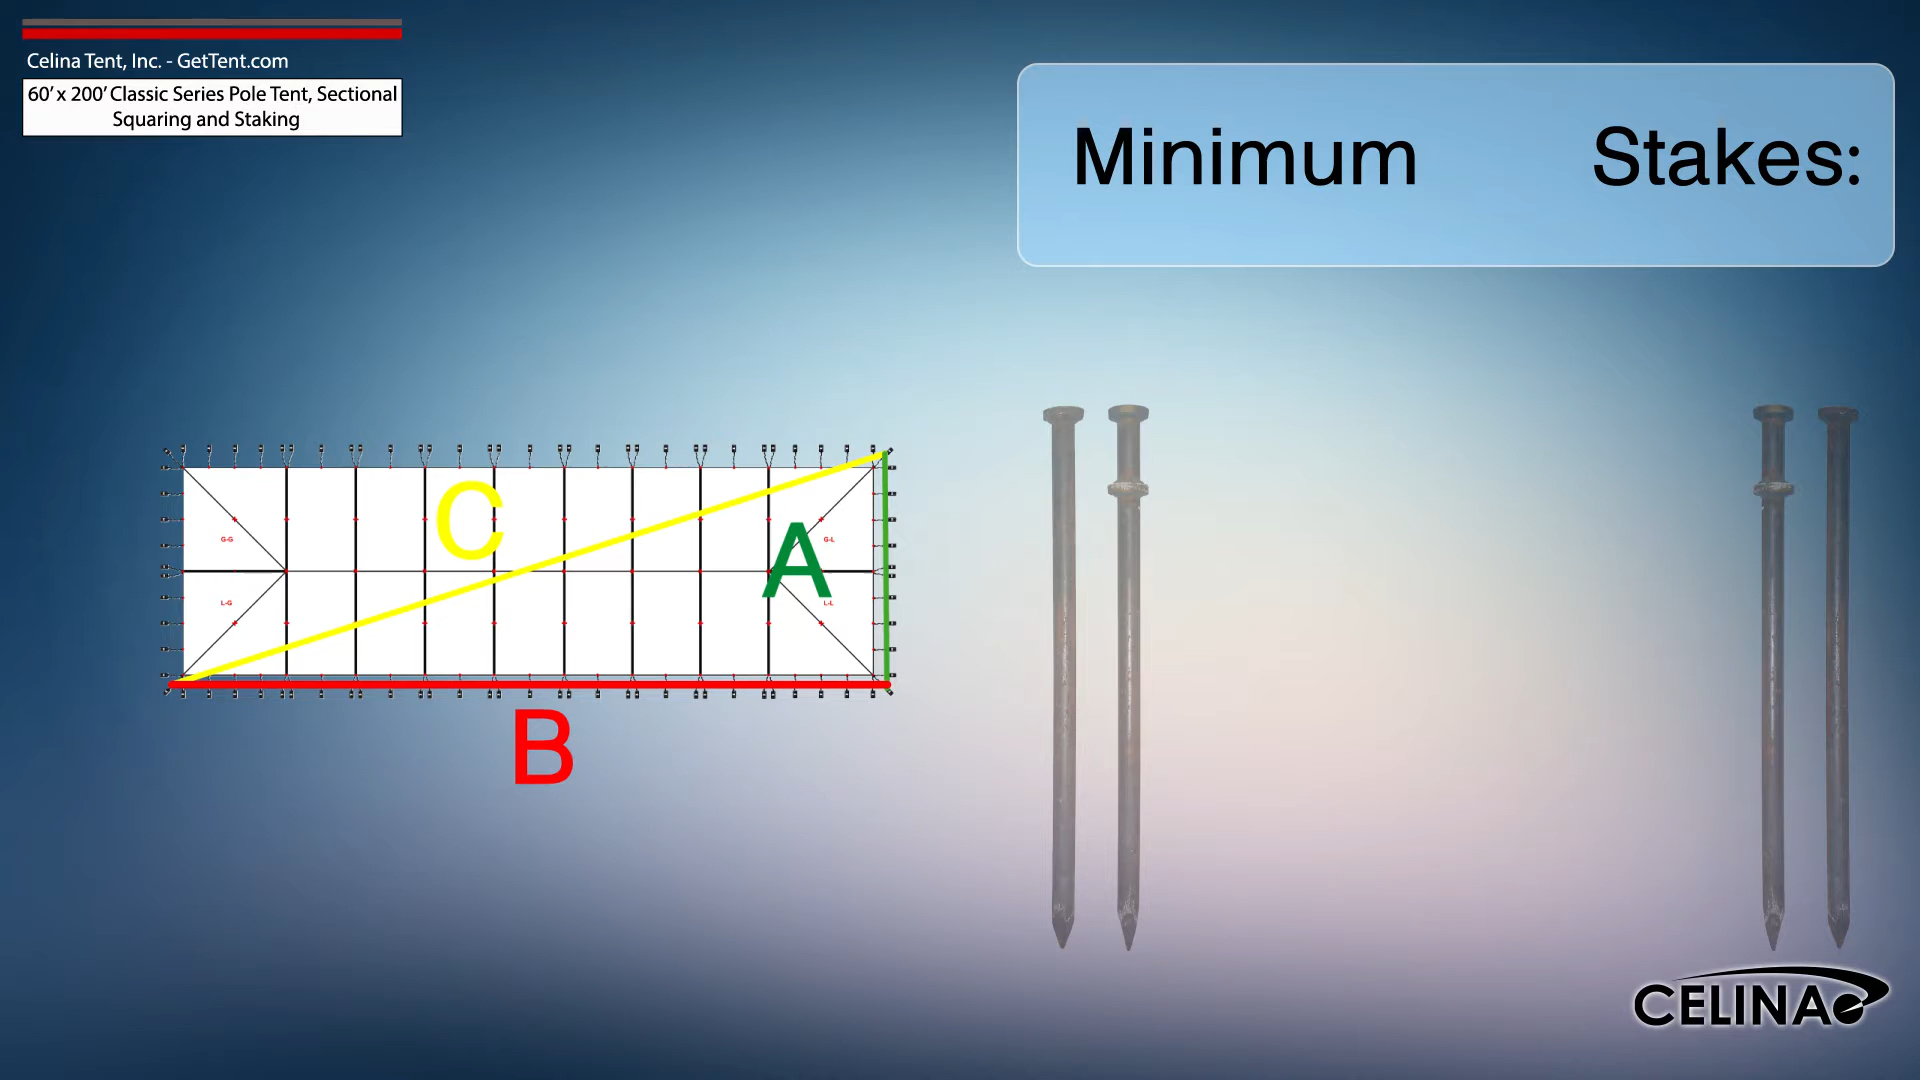 Celina Tent, Inc. - GetTent.com
60' x 200' Classic Series Pole Tent, Sectional
Squaring and Staking
Minimum Stakes:
C
A
G-G
G-L
L-G
L-L
B
CELINA